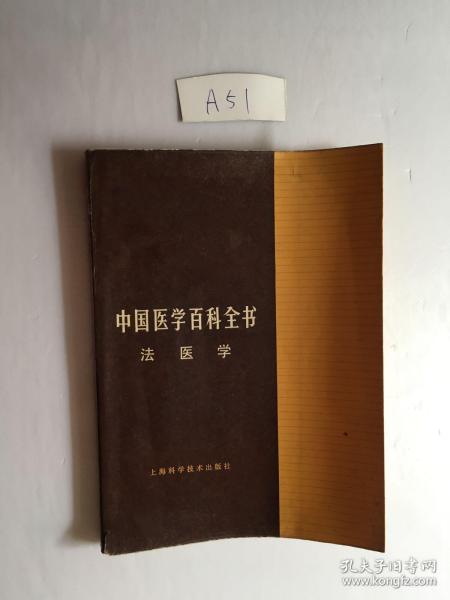 A51
中国医学百科全书
法医学
上海科学技术出版社
孔夫子旧书网
www.kongfz.com